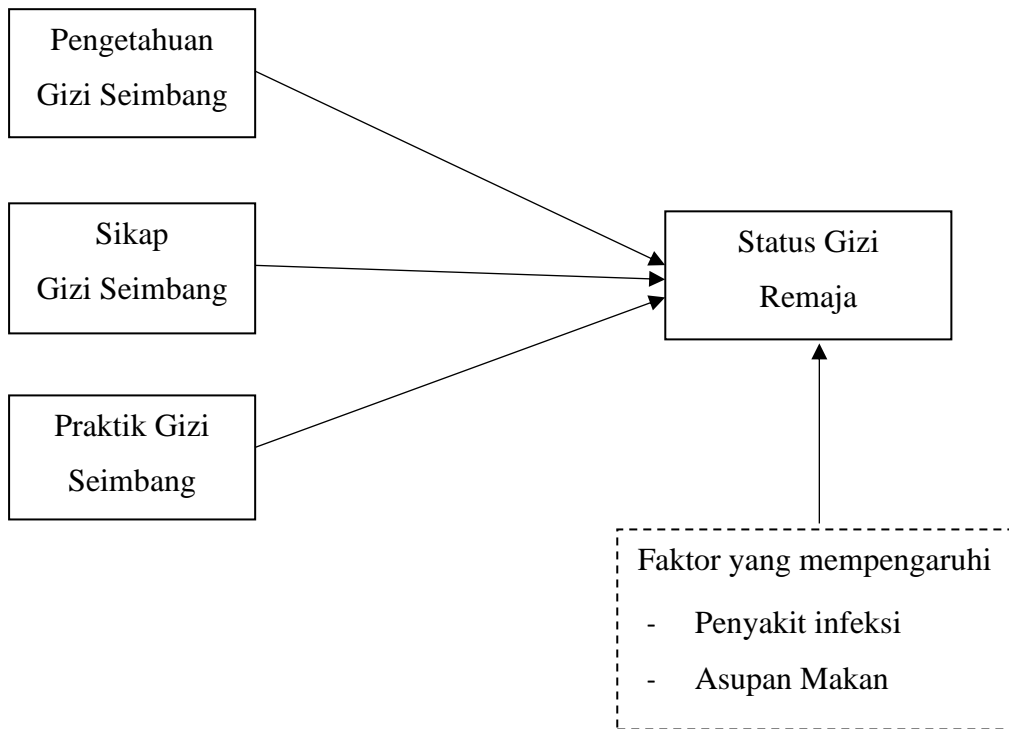 Pengetahuan
Gizi Seimbang
Sikap
Gizi Seimbang
Status Gizi
Remaja
Praktik Gizi
Seimbang
Faktor yang mempengaruhi
- Penyakit infeksi
- Asupan Makan